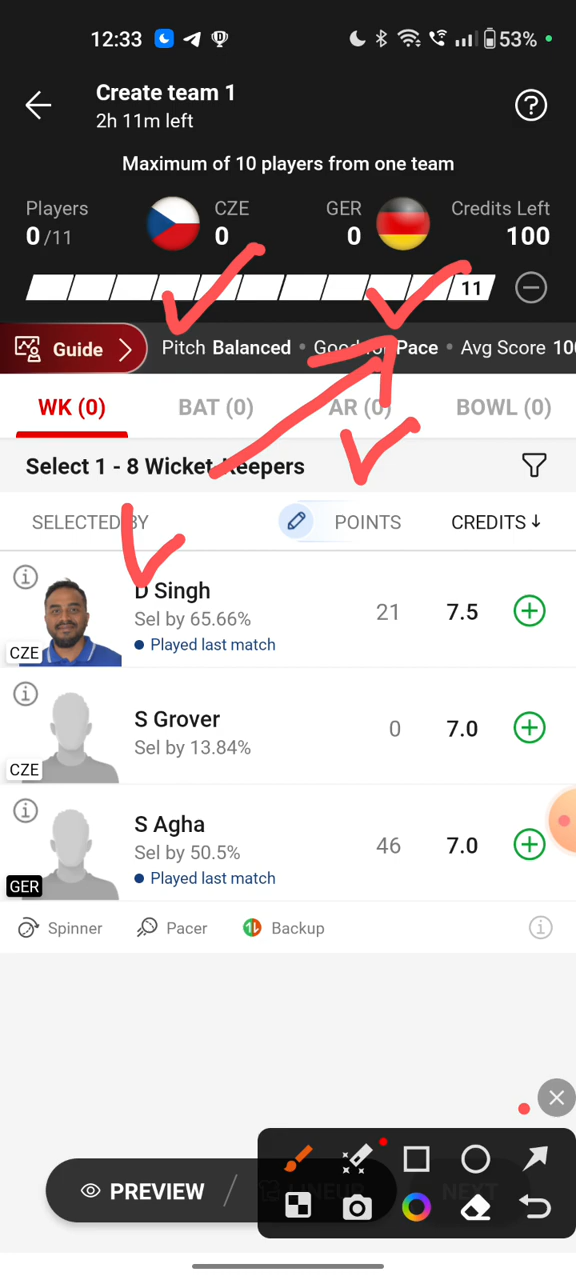 12:33
53%
Create team 1
2h 11m left
Maximum of 10 players from one team
Players
0/11
CZE
0
GER
0
Credits Left
100
11
Guide
Pitch Balanced • Good for Pace • Avg Score 100
WK (0)
BAT (0)
AR (0)
BOWL (0)
Select 1 - 8 Wicket-Keepers
SELECTED BY
POINTS
CREDITS↓
D Singh
Sel by 65.66%
Played last match
CZE
21
7.5
S Grover
Sel by 13.84%
CZE
0
7.0
S Agha
Sel by 50.5%
Played last match
GER
46
7.0
Spinner
Pacer
Backup
PREVIEW
LINEUP
NEXT